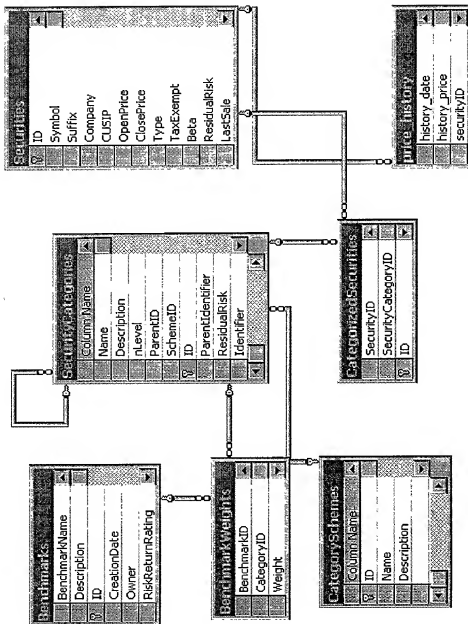 Securities
ID
Symbol
Suffix
Company
CUSIP
OpenPrice
ClosePrice
Type
TaxExempt
Beta
ResidualRisk
LastSale
price_history
history_date
history_price
securityID
SecurityCategories
Column Name
Name
Description
nLevel
ParentID
SchemeID
ID
ParentIdentifier
ResidualRisk
Identifier
CategorizedSecurities
SecurityID
SecurityCategoryID
ID
Benchmarks
BenchmarkName
Description
ID
CreationDate
Owner
RiskReturnRating
BenchmarkWeights
BenchmarkID
CategoryID
Weight
CategorySchemes
Column Name
ID
Name
Description